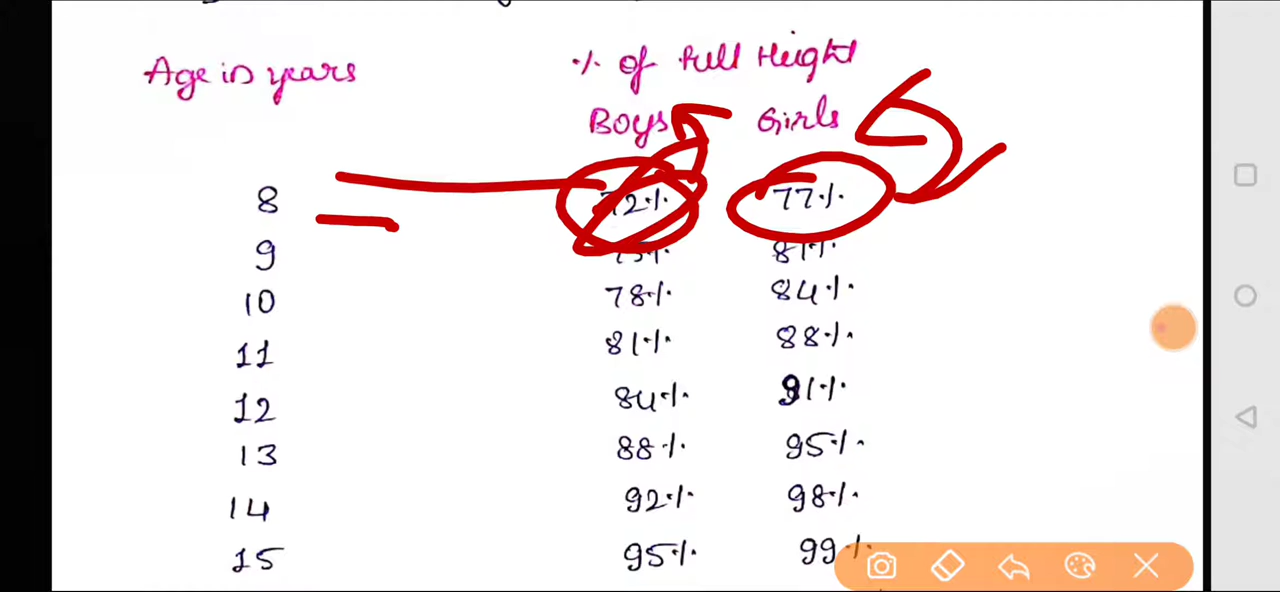 Age in years % of Full Height
Boys Girls
8 72% 77%
9 75% 81%
10 78% 84%
11 81% 88%
12 84% 91%
13 88% 95%
14 92% 98%
15 95% 99%